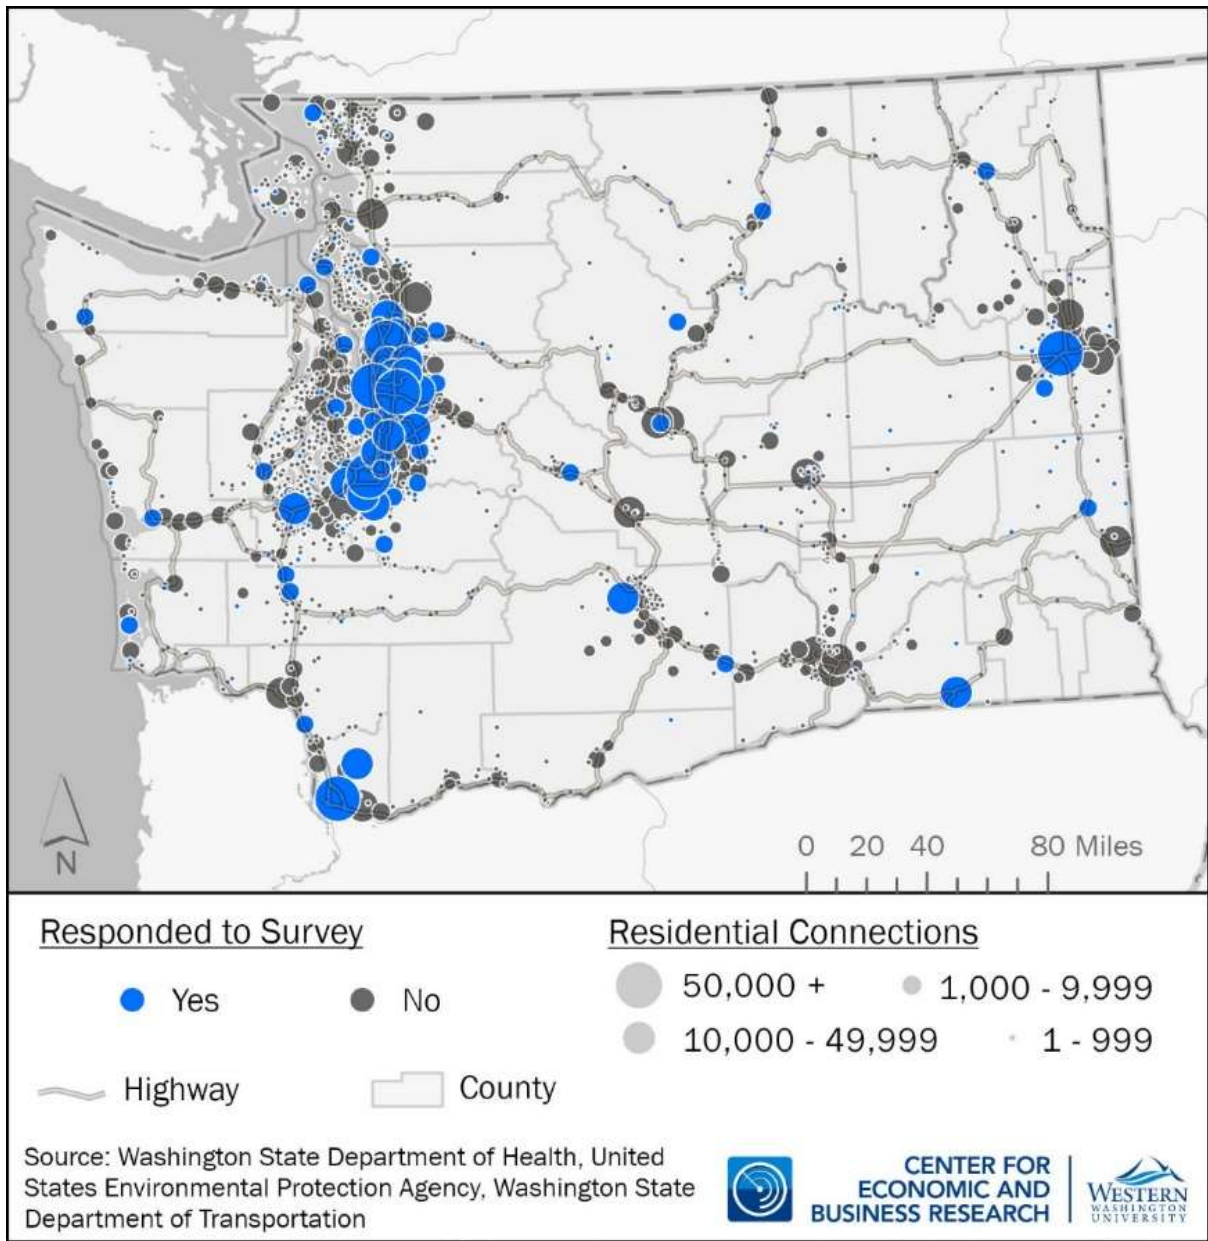 N
0 20 40 80 Miles
Responded to Survey
Yes No
Highway County
Residential Connections
50,000 + 1,000 - 9,999
10,000 - 49,999 1 - 999
Source: Washington State Department of Health, United
States Environmental Protection Agency, Washington State
Department of Transportation
CENTER FOR
ECONOMIC AND
BUSINESS RESEARCH
WESTERN
WASHINGTON
UNIVERSITY